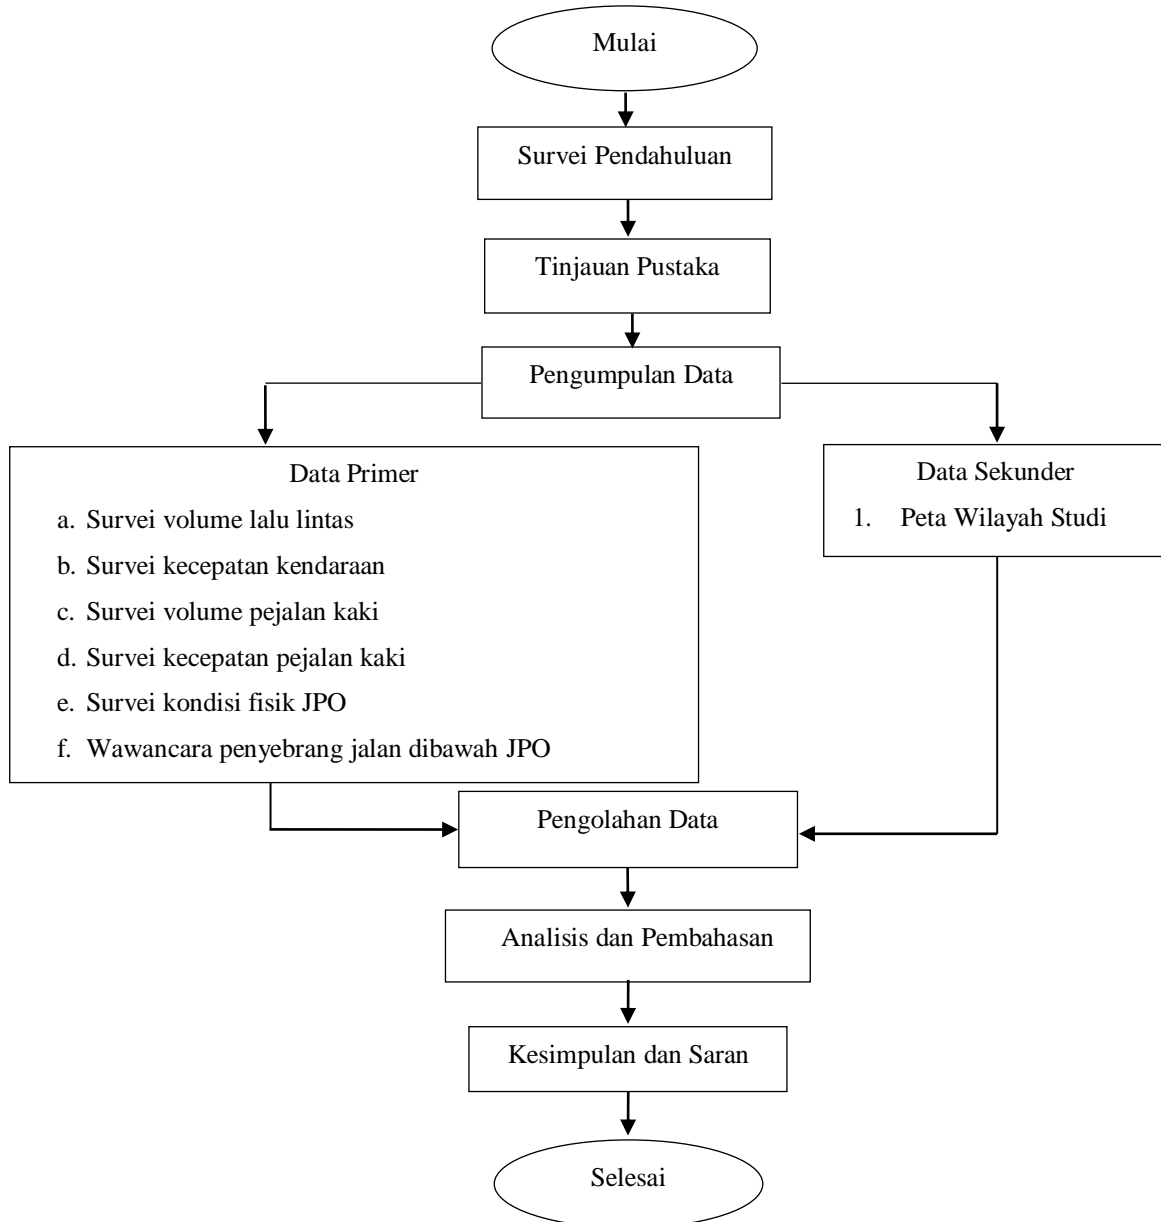 Mulai
Survei Pendahuluan
Tinjauan Pustaka
Pengumpulan Data
Data Primer
a. Survei volume lalu lintas
b. Survei kecepatan kendaraan
c. Survei volume pejalan kaki
d. Survei kecepatan pejalan kaki
e. Survei kondisi fisik JPO
f. Wawancara penyebrang jalan dibawah JPO
Data Sekunder
1. Peta Wilayah Studi
Pengolahan Data
Analisis dan Pembahasan
Kesimpulan dan Saran
Selesai